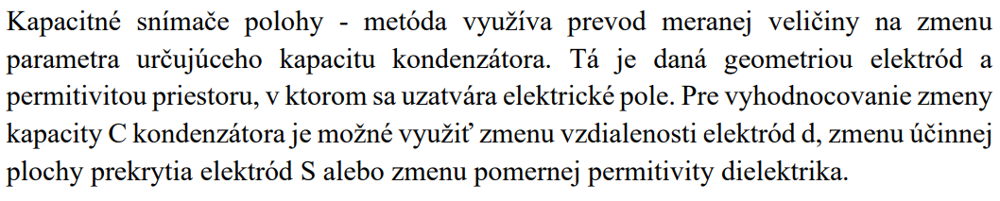 Kapacitné snímače polohy - metóda využíva prevod meranej veličiny na zmenu
parametra určujúceho kapacitu kondenzátora. Tá je daná geometriou elektród a
permitivitou priestoru, v ktorom sa uzatvára elektrické pole. Pre vyhodnocovanie zmeny
kapacity C kondenzátora je možné využiť zmenu vzdialenosti elektród d, zmenu účinnej
plochy prekrytia elektród S alebo zmenu pomernej permitivity dielektrika.